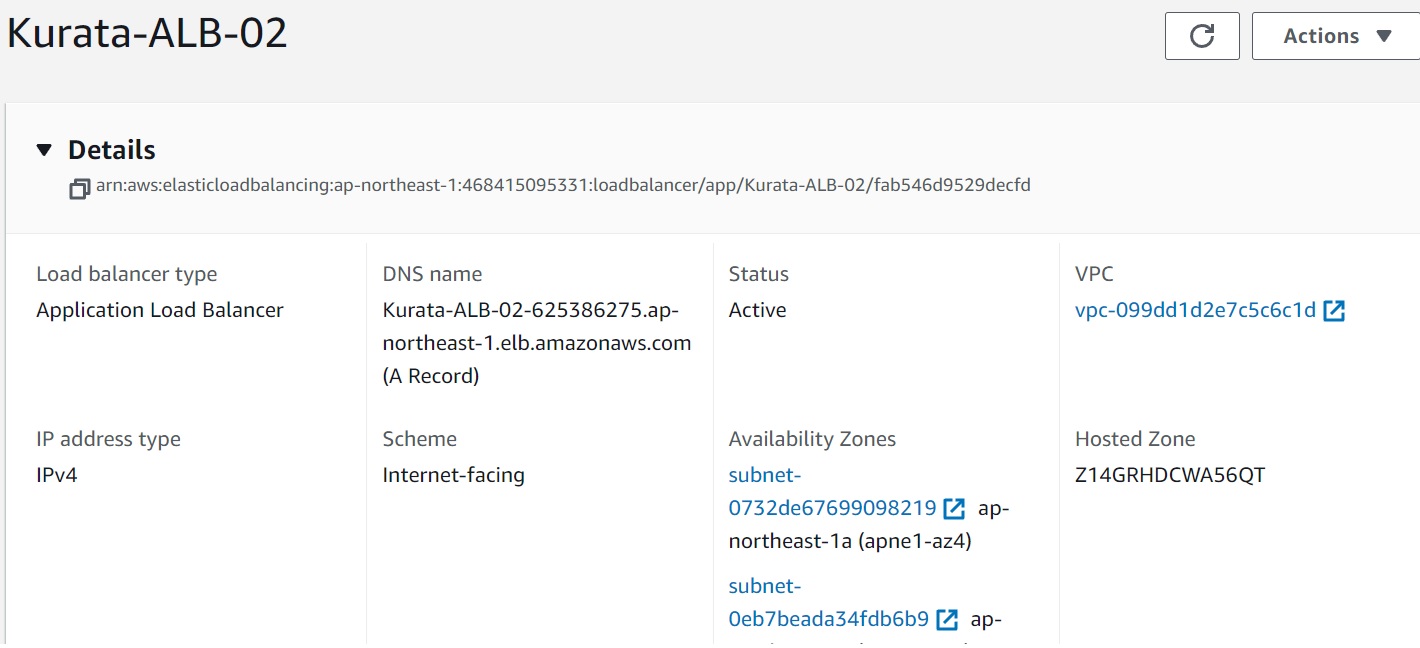 Kurata-ALB-02
Actions
Details
arn:aws:elasticloadbalancing:ap-northeast-1:468415095331:loadbalancer/app/Kurata-ALB-02/fab546d9529decfd
Load balancer type
Application Load Balancer
DNS name
Kurata-ALB-02-625386275.ap-
northeast-1.elb.amazonaws.com
(A Record)
Status
Active
VPC
vpc-099dd1d2e7c5c6c1d
IP address type
IPv4
Scheme
Internet-facing
Availability Zones
subnet-
0732de67699098219 ap-
northeast-1a (apne1-az4)
subnet-
0eb7beada34fdb6b9 ap-
Hosted Zone
Z14GRHDCWA56QT